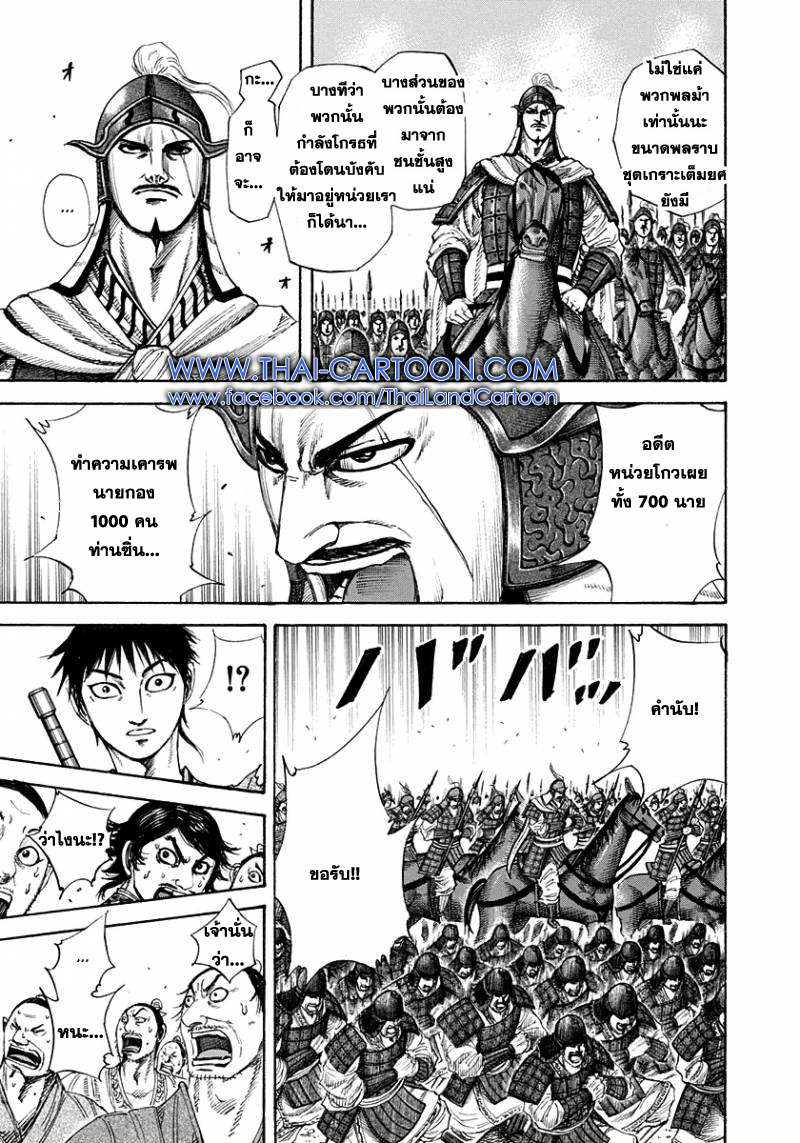 ไม่ใช่แค่
พวกพลม้า
เท่านั้นนะ
ขนาดพลราบ
ชุดเกราะเต็มยศ
ยังมี
บางส่วนของ
พวกนั้นต้อง
มาจาก
ชนชั้นสูง
แน่
บางทีว่า
พวกนั้น
กำลังโกรธที่
ต้องโดนบังคับ
ให้มาอยู่หน่วยเรา
ก็ได้นา...
กะ...
ก็
อาจ
จะ...
...
オ
オ
WWW.THAI-CARTOON.COM
www.facebook.com/ThaiLandCartoon
อดีต
หน่วยโกวเผย
ทั้ง 700 นาย
ทำความเคารพ
นายกอง
1000 คน
ท่านซิ่น...
คำนับ!
バババッ
ขอรับ!!
!?
ว่าไงนะ!?
เจ้านั่น
ว่า...
หนะ...